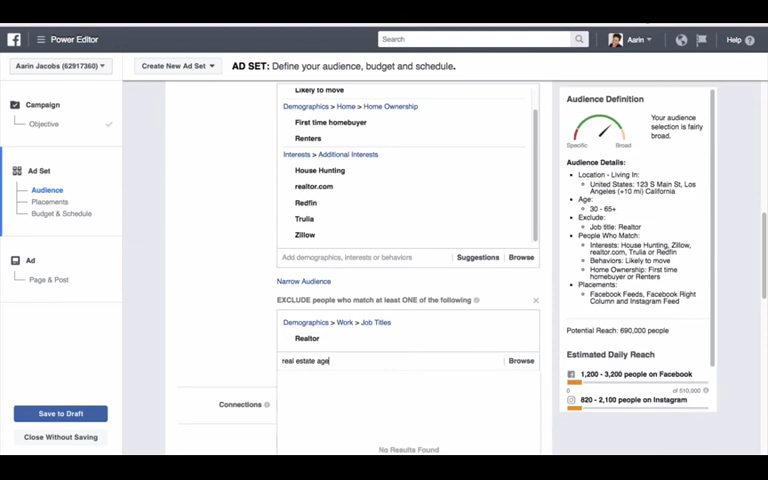 Power Editor
Search
Aarin
Help
Aarin Jacobs (62917360)
Create New Ad Set
AD SET: Define your audience, budget and schedule.
Campaign
Objective
Ad Set
Audience
Placements
Budget & Schedule
Ad
Page & Post
Save to Draft
Close Without Saving
Likely to move
Demographics > Home > Home Ownership
First time homebuyer
Renters
Interests > Additional Interests
House Hunting
realtor.com
Redfin
Trulia
Zillow
Add demographics, interests or behaviors
Suggestions
Browse
Narrow Audience
EXCLUDE people who match at least ONE of the following
Demographics > Work > Job Titles
Realtor
real estate age
Browse
Connections
No Results Found
Audience Definition
Your audience
selection is fairly
broad.
Specific
Broad
Audience Details:
Location - Living In:
United States: 123 S Main St, Los
Angeles (+10 mi) California
Age:
30 - 65+
Exclude:
Job title: Realtor
People Who Match:
Interests: House Hunting, Zillow,
realtor.com, Trulia or Redfin
Behaviors: Likely to move
Home Ownership: First time
homebuyer or Renters
Placements:
Facebook Feeds, Facebook Right
Column and Instagram Feed
Potential Reach: 690,000 people
Estimated Daily Reach
1,200 - 3,200 people on Facebook
0
of 510,000
820 - 2,100 people on Instagram